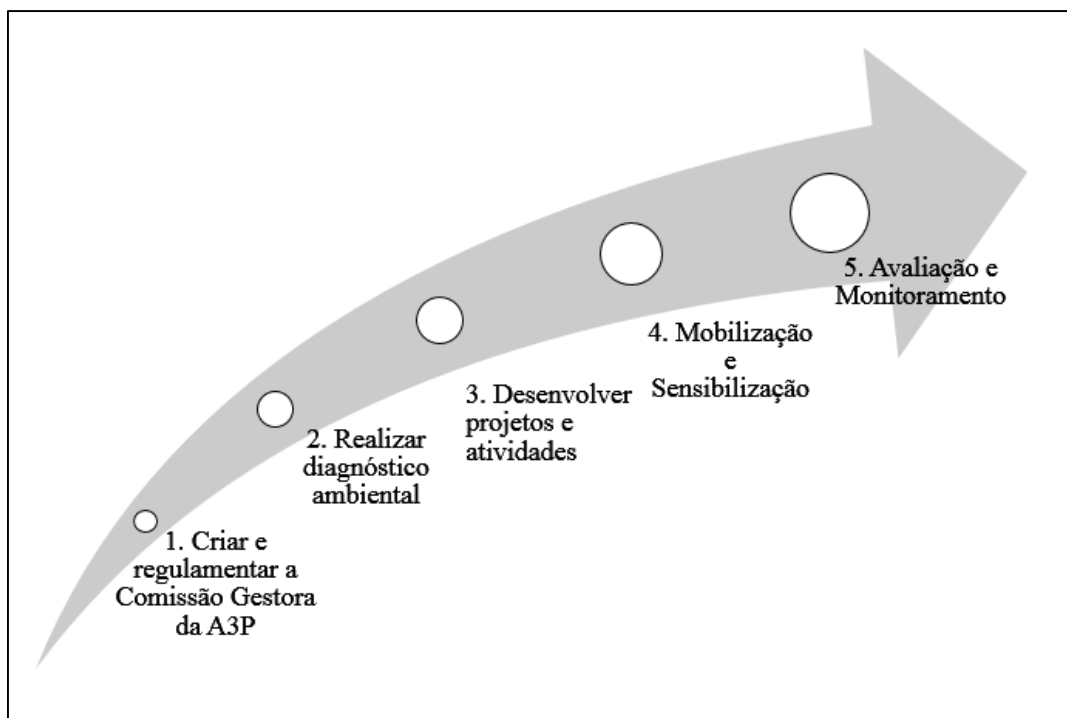 1. Criar e
regulamentar a
Comissão Gestora
da A3P
2. Realizar
diagnóstico
ambiental
3. Desenvolver
projetos e
atividades
4. Mobilização
e
Sensibilização
5. Avaliação e
Monitoramento